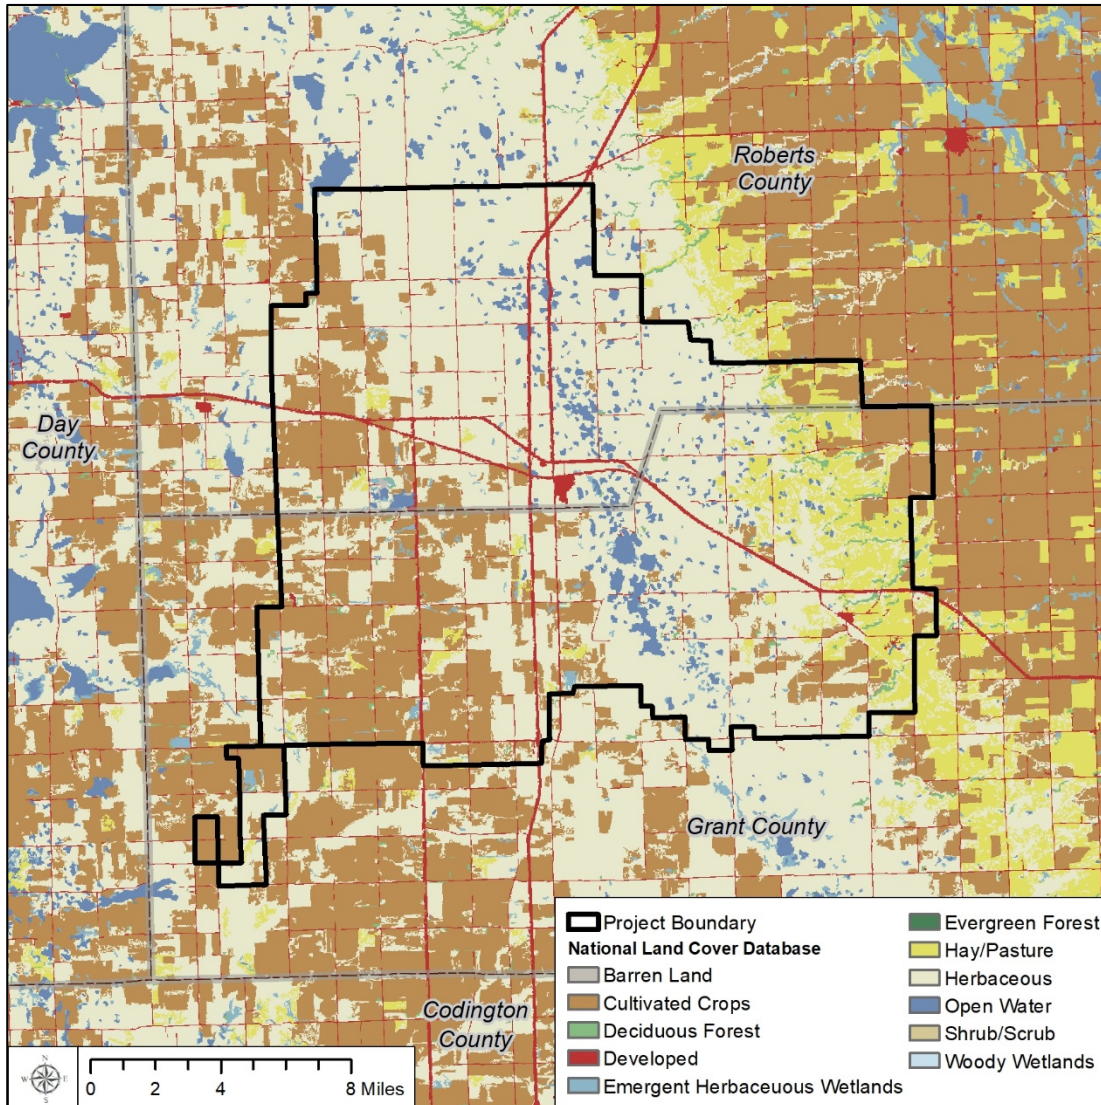 Roberts
County
Day
County
Grant County
Codington
County
N
W E
S
0 2 4 8 Miles
Project Boundary
National Land Cover Database
Barren Land
Cultivated Crops
Deciduous Forest
Developed
Emergent Herbaceuous Wetlands
Evergreen Forest
Hay/Pasture
Herbaceous
Open Water
Shrub/Scrub
Woody Wetlands